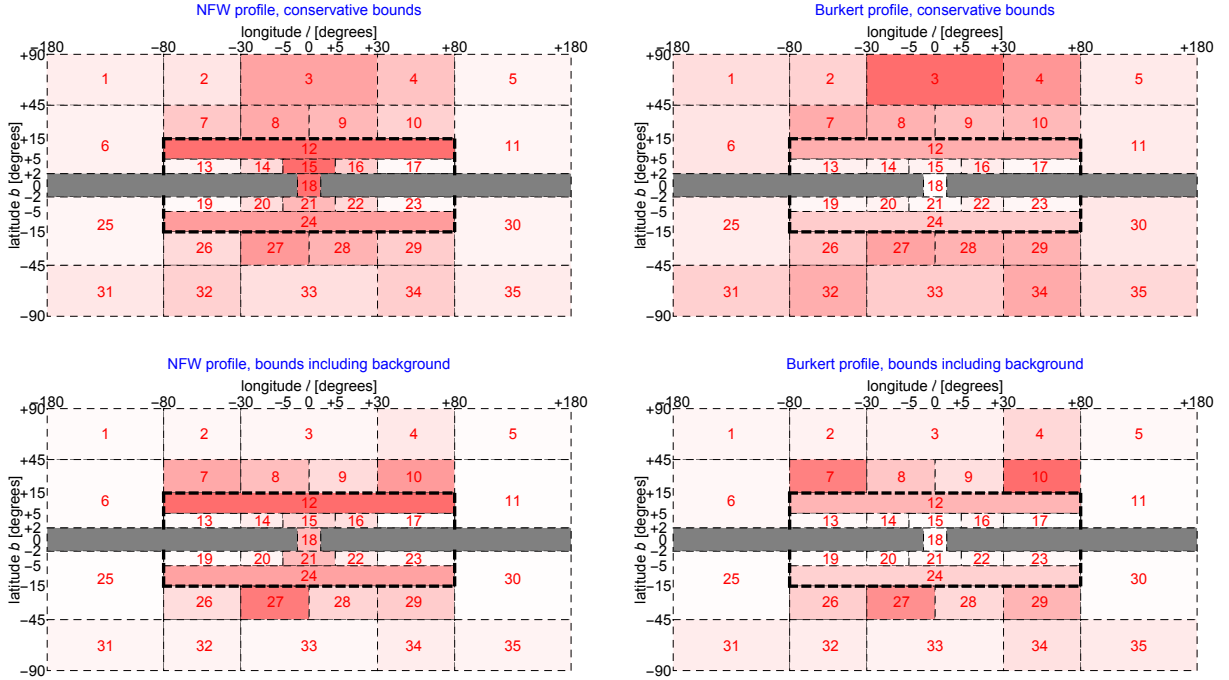 NFW profile, conservative bounds
longitude / [degrees]
−180 −80 −30 −5 0 +5 +30 +80 +180
+90
+45
+15
+5
+2
0
−2
−5
−15
−45
−90
latitude b [degrees]
1 2 3 4 5
6 7 8 9 10 11
12
13 14 15 16 17
18
19 20 21 22 23
24
25 26 27 28 29 30
31 32 33 34 35
Burkert profile, conservative bounds
longitude / [degrees]
−180 −80 −30 −5 0 +5 +30 +80 +180
+90
+45
+15
+5
+2
0
−2
−5
−15
−45
−90
latitude b [degrees]
1 2 3 4 5
6 7 8 9 10 11
12
13 14 15 16 17
18
19 20 21 22 23
24
25 26 27 28 29 30
31 32 33 34 35
NFW profile, bounds including background
longitude / [degrees]
−180 −80 −30 −5 0 +5 +30 +80 +180
+90
+45
+15
+5
+2
0
−2
−5
−15
−45
−90
latitude b [degrees]
1 2 3 4 5
6 7 8 9 10 11
12
13 14 15 16 17
18
19 20 21 22 23
24
25 26 27 28 29 30
31 32 33 34 35
Burkert profile, bounds including background
longitude / [degrees]
−180 −80 −30 −5 0 +5 +30 +80 +180
+90
+45
+15
+5
+2
0
−2
−5
−15
−45
−90
latitude b [degrees]
1 2 3 4 5
6 7 8 9 10 11
12
13 14 15 16 17
18
19 20 21 22 23
24
25 26 27 28 29 30
31 32 33 34 35